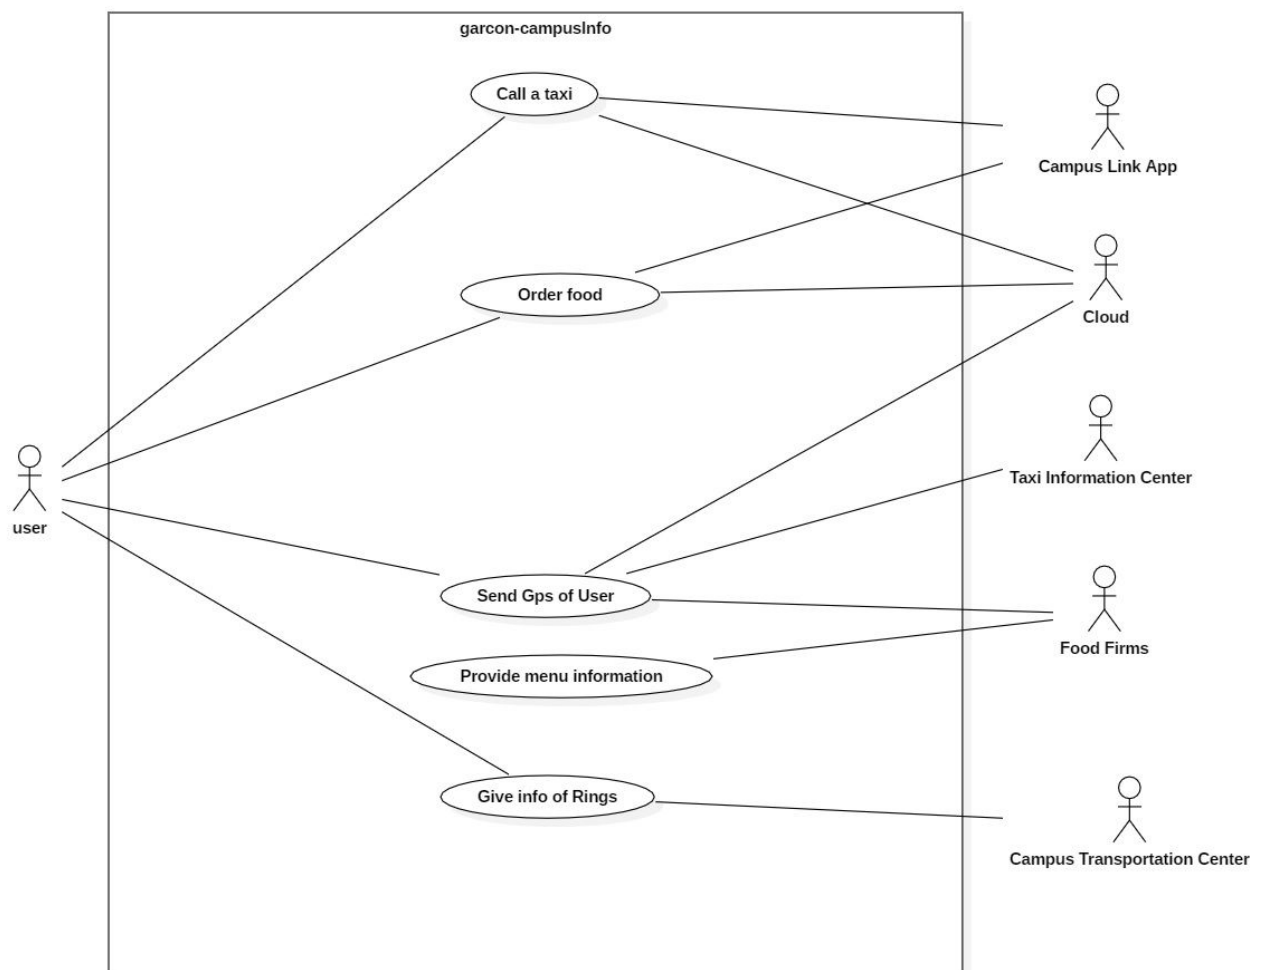 garcon-campusInfo
Call a taxi
Campus Link App
Order food
Cloud
Taxi Information Center
user
Send Gps of User
Food Firms
Provide menu information
Give info of Rings
Campus Transportation Center